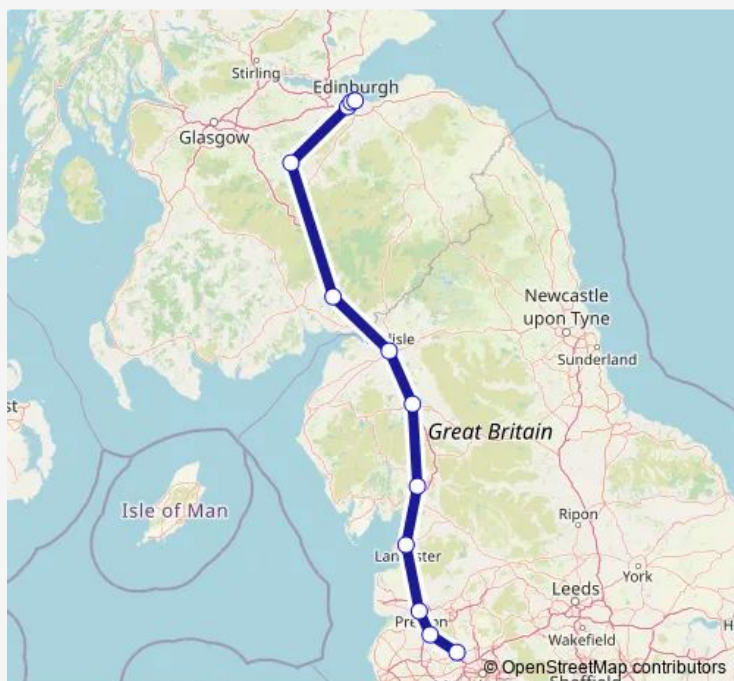 Stirling
Edinburgh
Glasgow
Newcastle
upon Tyne
Sunderland
Great Britain
Isle of Man
Ripon
York
Leeds
Wakefield
© OpenStreetMap contributors